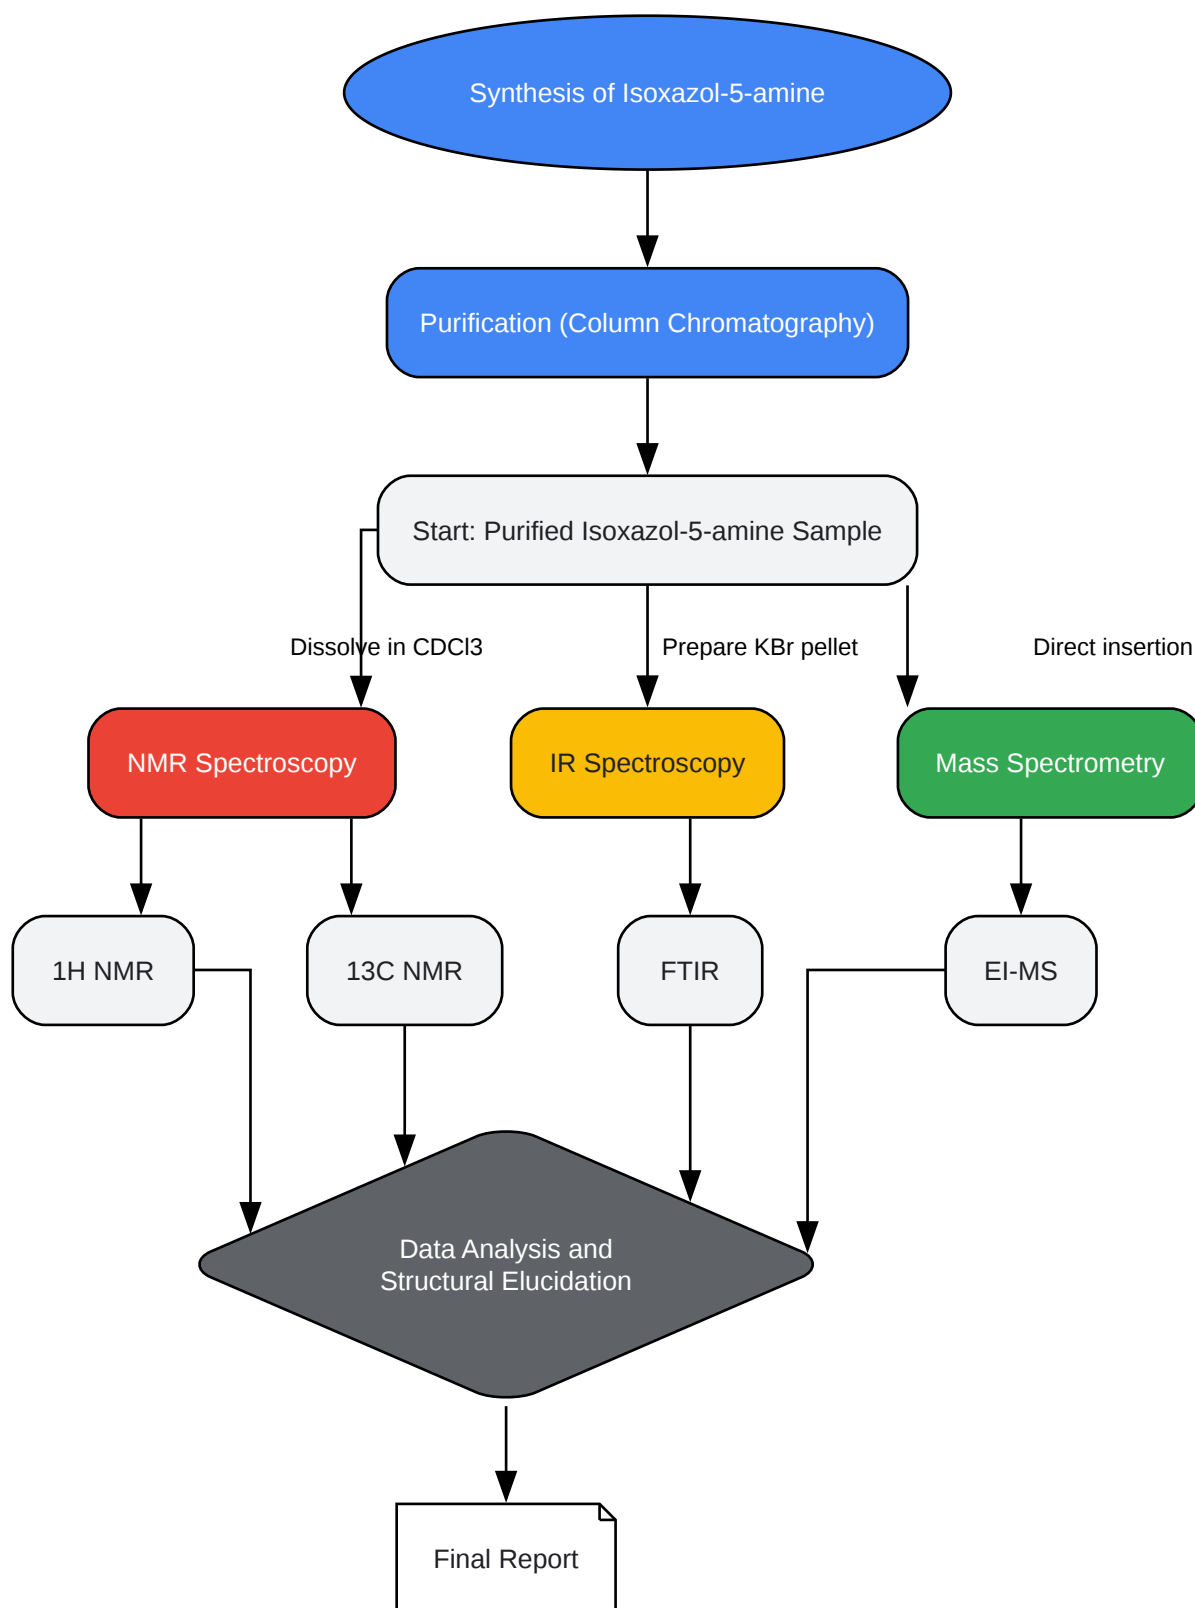 Synthesis of Isoxazol-5-amine
Purification (Column Chromatography)
Start: Purified Isoxazol-5-amine Sample
Dissolve in CDCl3
Prepare KBr pellet
Direct insertion
NMR Spectroscopy
IR Spectroscopy
Mass Spectrometry
1H NMR
13C NMR
FTIR
EI-MS
Data Analysis and
Structural Elucidation
Final Report